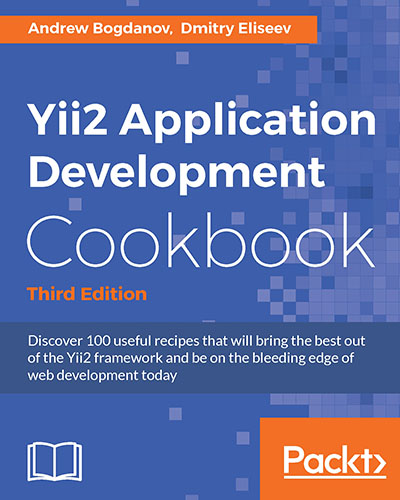 Andrew Bogdanov,  Dmitry Eliseev
Yii2 Application
Development
Cookbook
Third Edition
Discover 100 useful recipes that will bring the best out
of the Yii2 framework and be on the bleeding edge of
web development today
Packt>